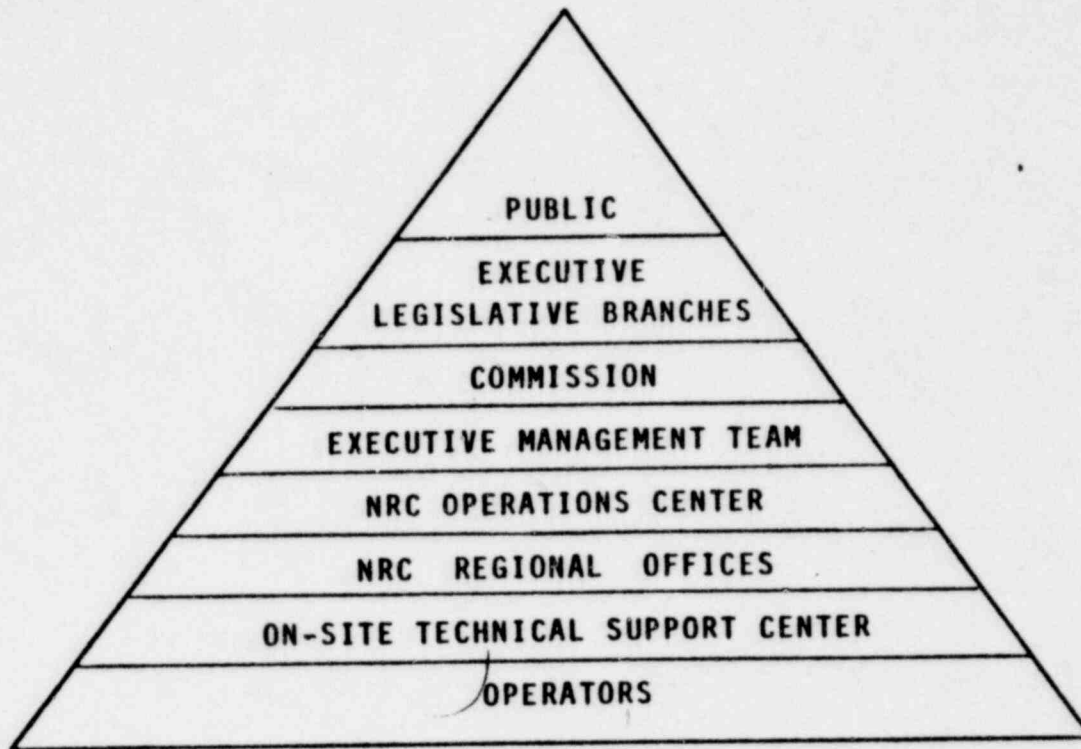 PUBLIC
EXECUTIVE
LEGISLATIVE BRANCHES
COMMISSION
EXECUTIVE MANAGEMENT TEAM
NRC OPERATIONS CENTER
NRC REGIONAL OFFICES
ON-SITE TECHNICAL SUPPORT CENTER
OPERATORS